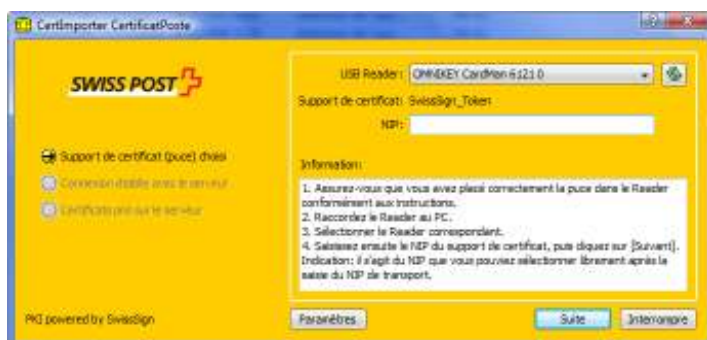 CertImporter CertificatPoste
SWISS POST
USB Reader: OMNIKEY CardMan 6121 0
Support de certificat: SwissSign_Token
NIP:
Support de certificat (puce) choisi
Connexion établie avec le serveur
Certificats pris sur le serveur
Information:
1. Assurez-vous que vous avez placé correctement la puce dans le Reader
conformément aux instructions.
2. Raccordez le Reader au PC.
3. Sélectionner le Reader correspondant.
4. Saisissez ensuite le NIP du support de certificat, puis cliquez sur [Suivant].
Indication: il s'agit du NIP que vous pouviez sélectionner librement après la
saisie du NIP de transport.
PKI powered by SwissSign
Paramètres
Suite
Interrompre